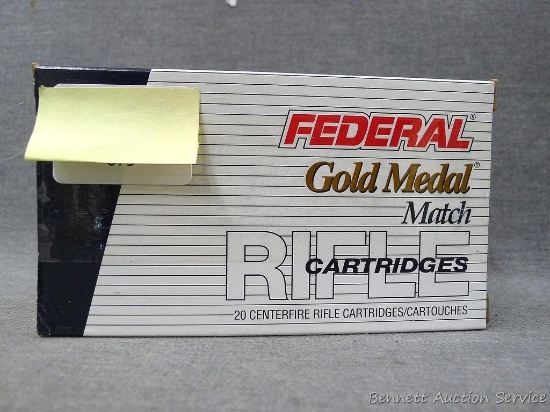 FEDERAL®
Gold Medal®
Match
RIFLE
CARTRIDGES
20 CENTERFIRE RIFLE CARTRIDGES/CARTOUCHES
Bennett Auction Service